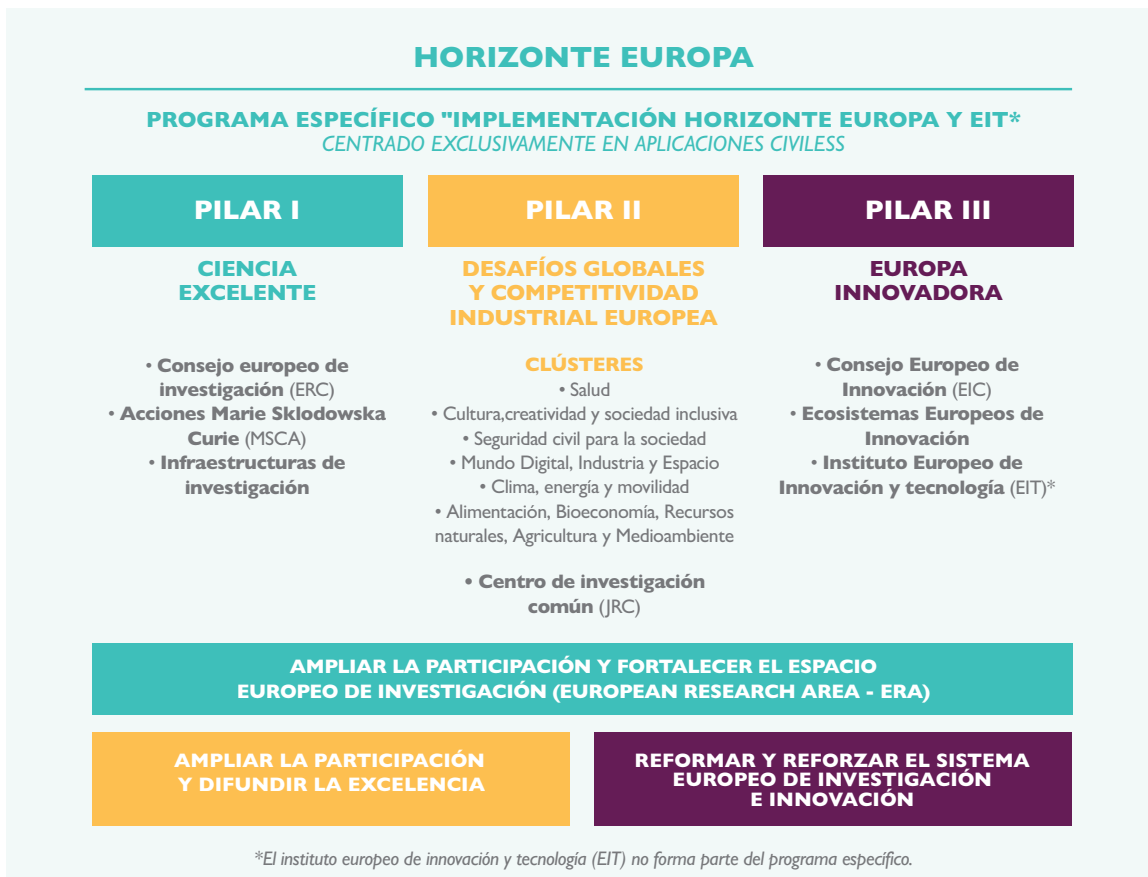 HORIZONTE EUROPA
PROGRAMA ESPECÍFICO "IMPLEMENTACIÓN HORIZONTE EUROPA Y EIT*
CENTRADO EXCLUSIVAMENTE EN APLICACIONES CIVILESS
PILAR I
CIENCIA
EXCELENTE
• Consejo europeo de
investigación (ERC)
• Acciones Marie Sklodowska
Curie (MSCA)
• Infraestructuras de
investigación
PILAR II
DESAFÍOS GLOBALES
Y COMPETITIVIDAD
INDUSTRIAL EUROPEA
CLÚSTERES
• Salud
• Cultura,creatividad y sociedad inclusiva
• Seguridad civil para la sociedad
• Mundo Digital, Industria y Espacio
• Clima, energía y movilidad
• Alimentación, Bioeconomía, Recursos
naturales, Agricultura y Medioambiente
• Centro de investigación
común (JRC)
PILAR III
EUROPA
INNOVADORA
• Consejo Europeo de
Innovación (EIC)
• Ecosistemas Europeos de
Innovación
• Instituto Europeo de
Innovación y tecnología (EIT)*
AMPLIAR LA PARTICIPACIÓN Y FORTALECER EL ESPACIO
EUROPEO DE INVESTIGACIÓN (EUROPEAN RESEARCH AREA - ERA)
AMPLIAR LA PARTICIPACIÓN
Y DIFUNDIR LA EXCELENCIA
REFORMAR Y REFORZAR EL SISTEMA
EUROPEO DE INVESTIGACIÓN
E INNOVACIÓN
*El instituto europeo de innovación y tecnología (EIT) no forma parte del programa específico.